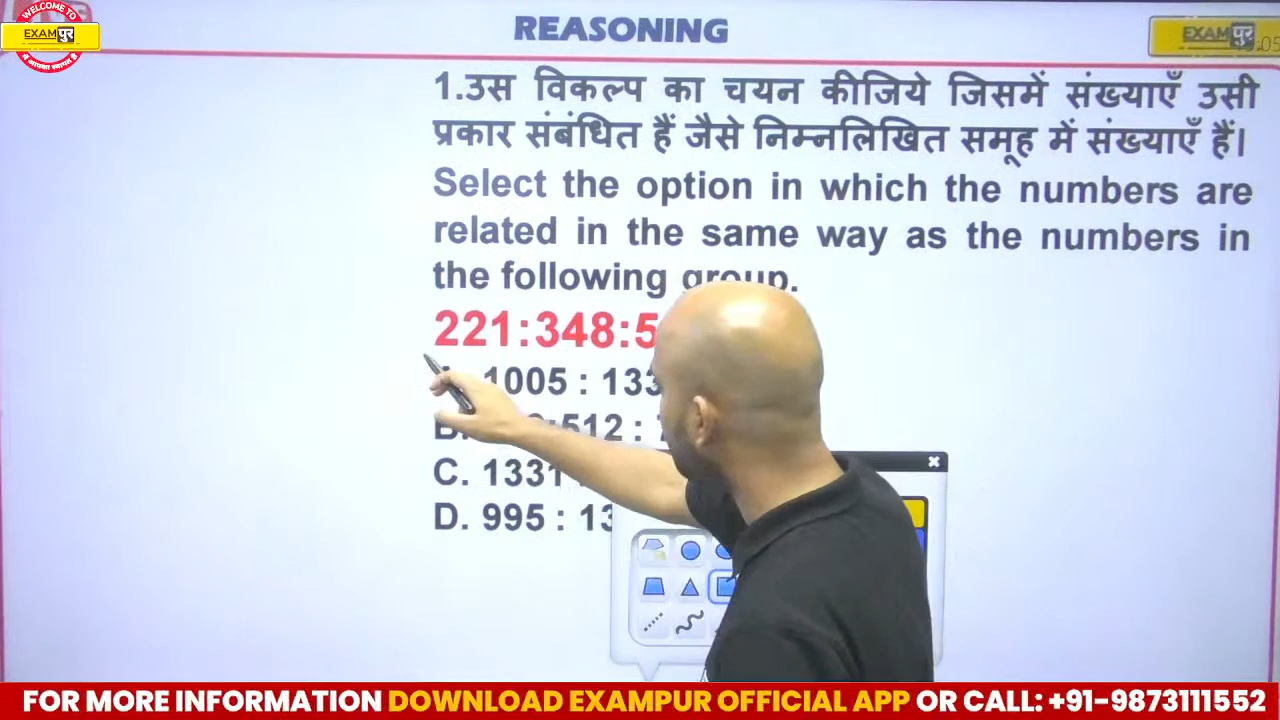 WELCOME TO
EXAMपुर
में आपका स्वागत है
REASONING
EXAMपुर
1.उस विकल्प का चयन कीजिये जिसमें संख्याएँ उसी
प्रकार संबंधित हैं जैसे निम्नलिखित समूह में संख्याएँ हैं।
Select the option in which the numbers are
related in the same way as the numbers in
the following group.
221:348:5
1005 : 133
B. :512 :
C. 1331
D. 995 : 13
FOR MORE INFORMATION DOWNLOAD EXAMPUR OFFICIAL APP OR CALL: +91-9873111552